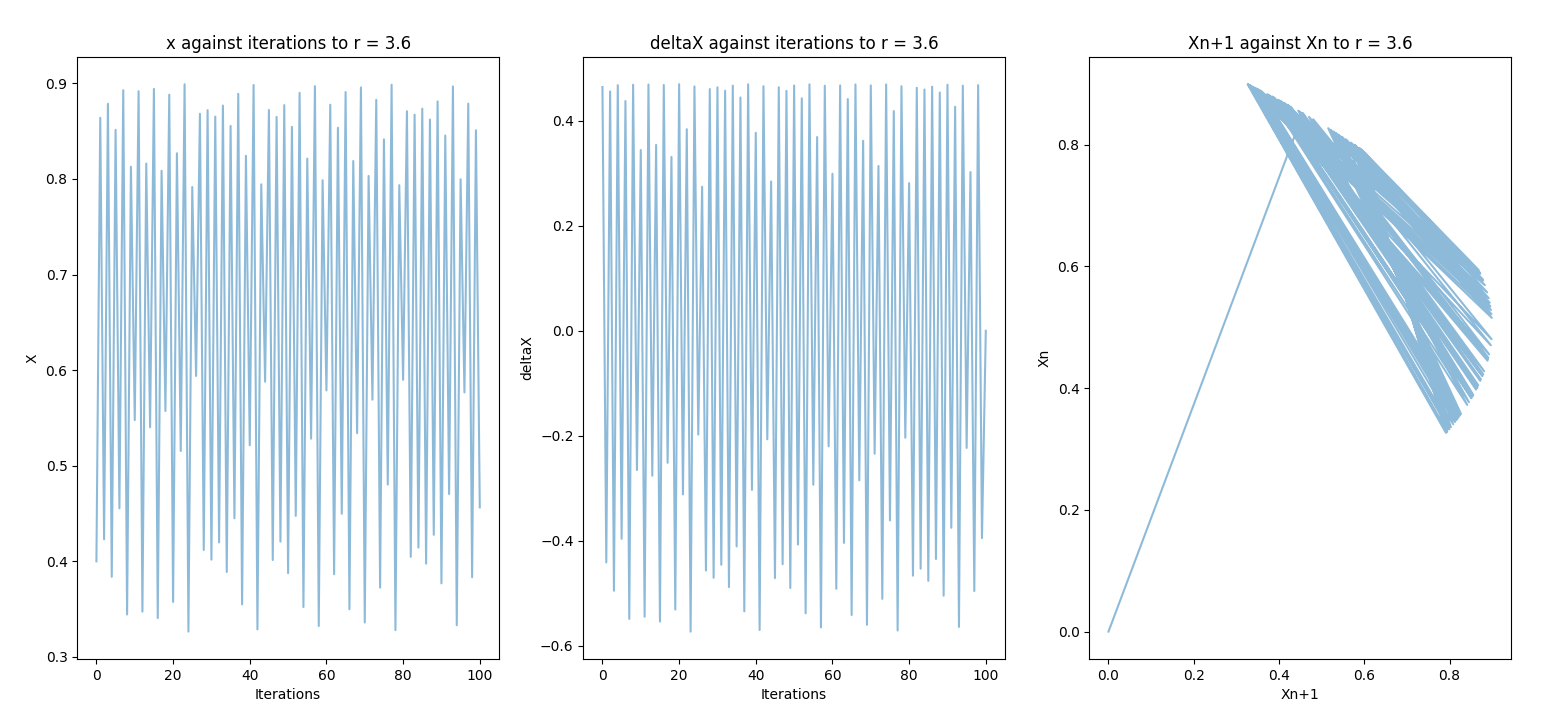 x against iterations to r = 3.6
deltaX against iterations to r = 3.6
Xn+1 against Xn to r = 3.6
0.9
0.8
0.7
0.6
0.5
0.4
0.3
X
0 20 40 60 80 100
Iterations
0.4
0.2
0.0
−0.2
−0.4
−0.6
deltaX
0 20 40 60 80 100
Iterations
0.8
0.6
0.4
0.2
0.0
Xn
0.0 0.2 0.4 0.6 0.8
Xn+1